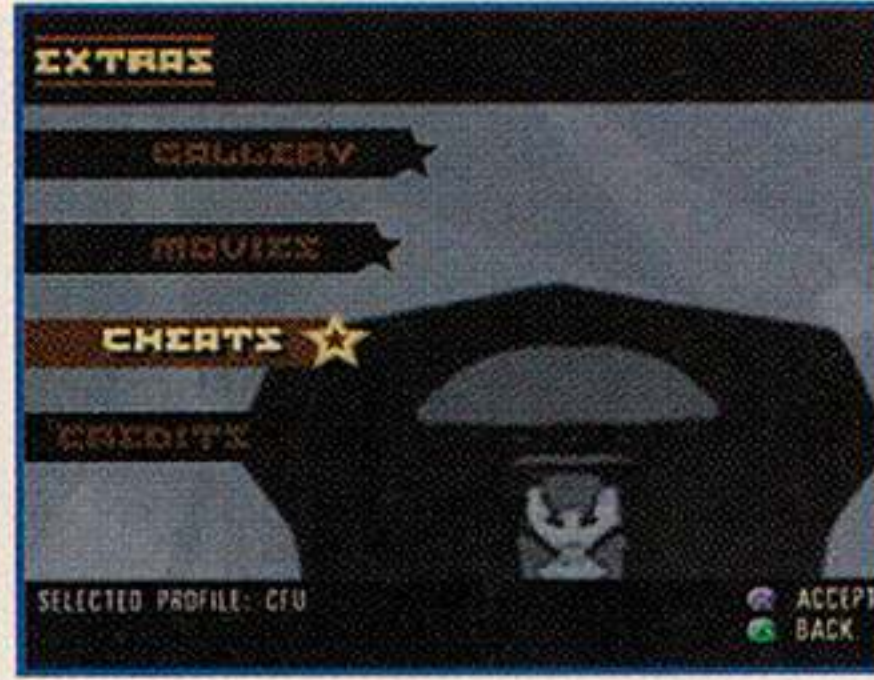 EXTRAS
GALLERY
MOVIES
CHEATS
CREDITS
SELECTED PROFILE: CFU
ACCEPT
BACK